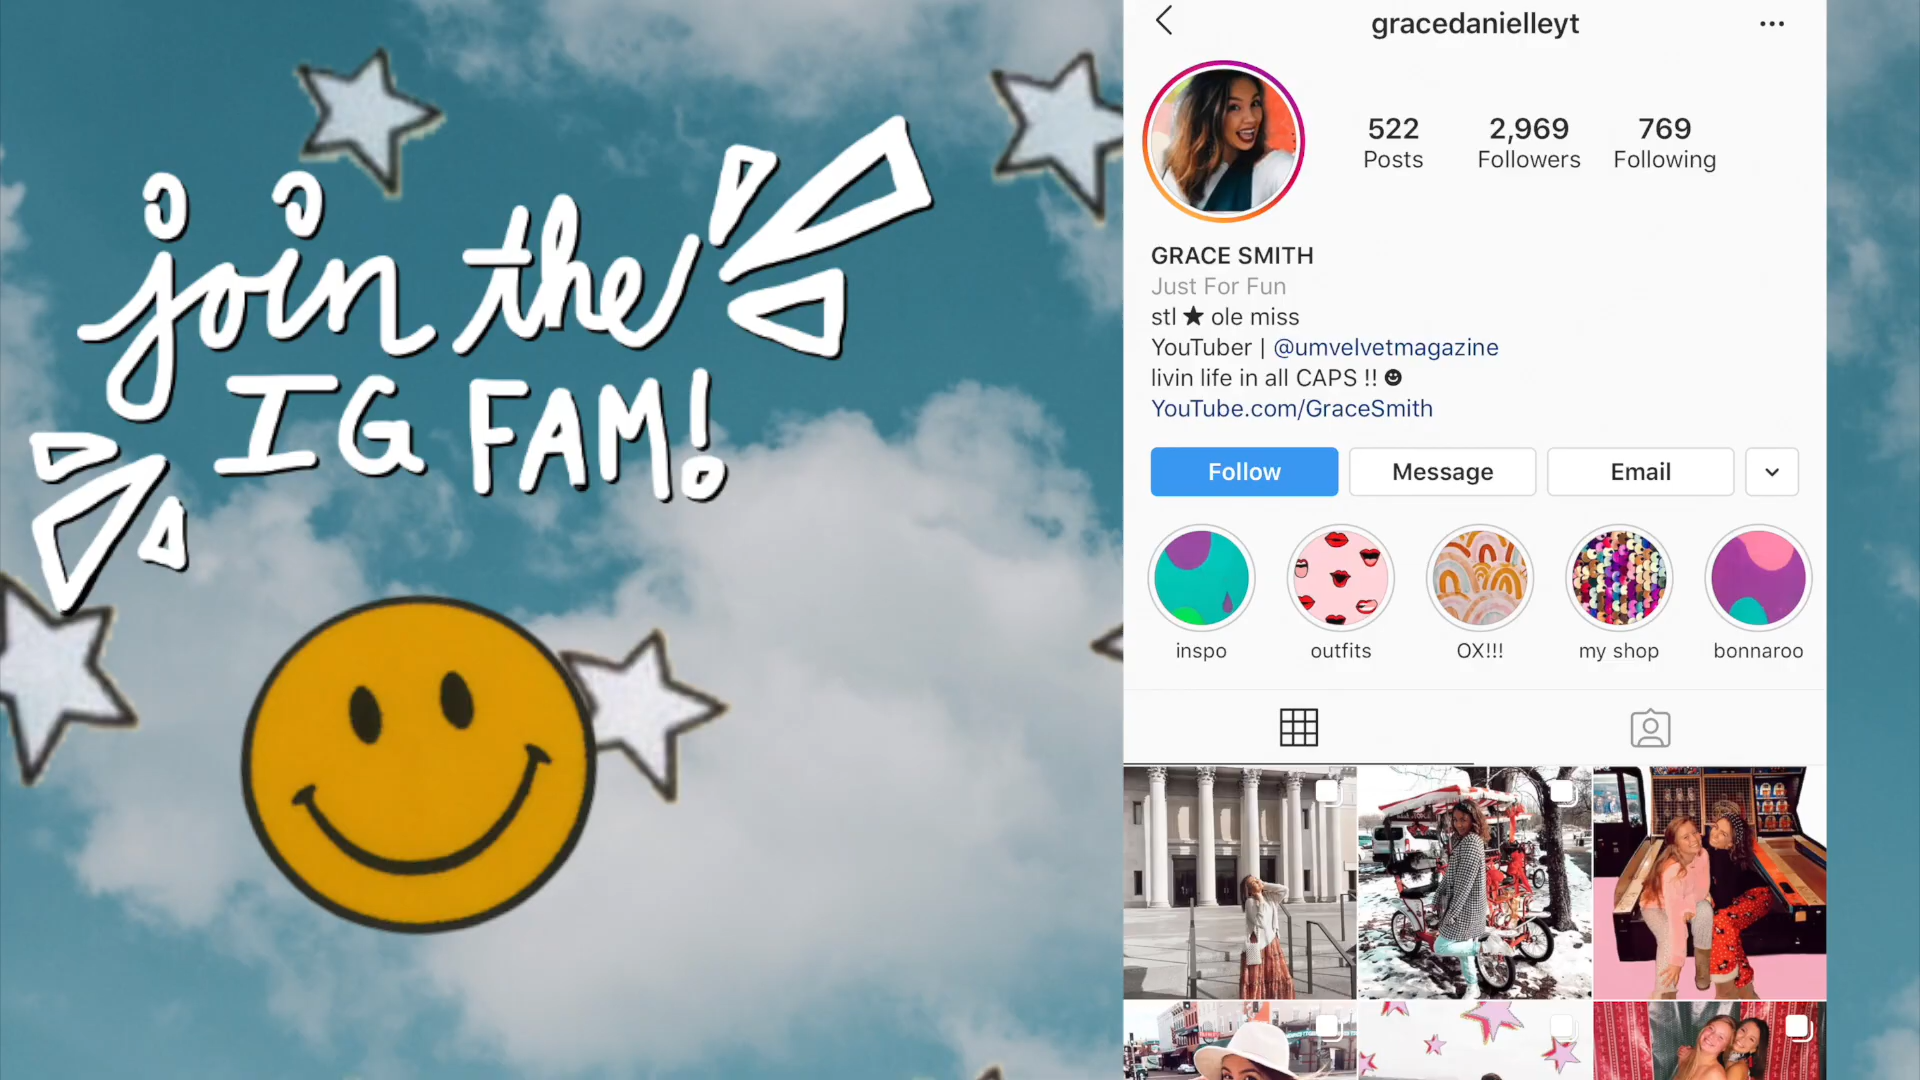 join the
IG FAM!
gracedanielleyt
522
Posts
2,969
Followers
769
Following
GRACE SMITH
Just For Fun
stl ★ ole miss
YouTuber | @umvelvetmagazine
livin life in all CAPS !! ☻
YouTube.com/GraceSmith
Follow
Message
Email
inspo
outfits
OX!!!
my shop
bonnaroo